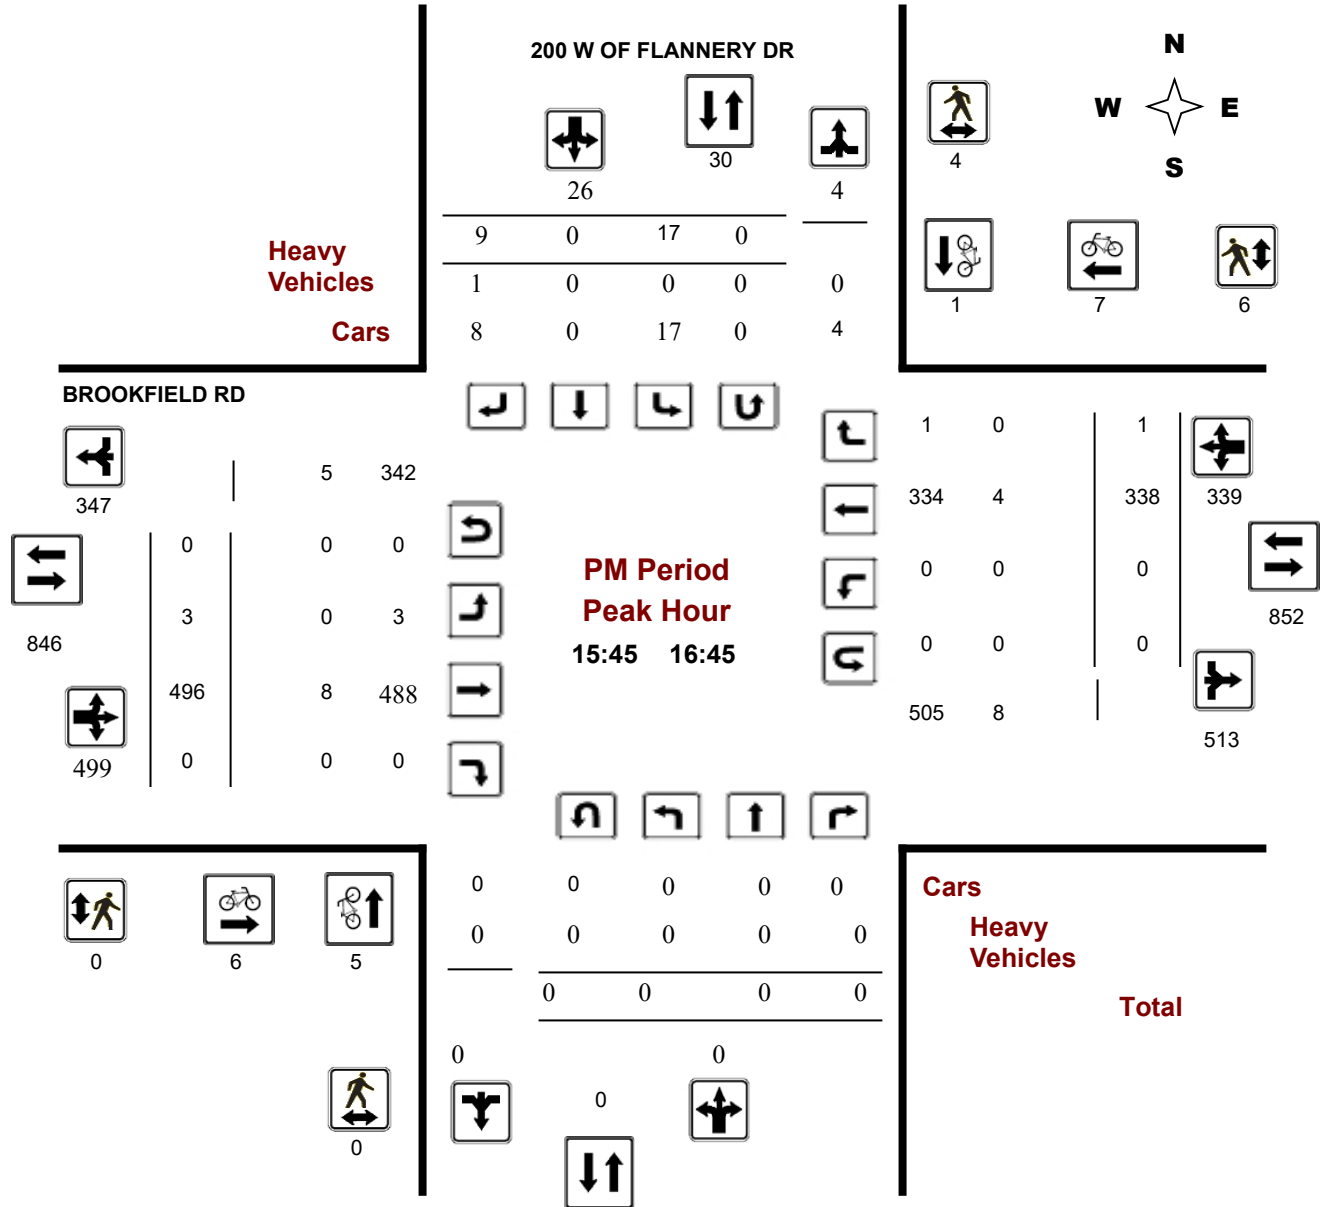 200 W OF FLANNERY DR
N
W E
S
30
26 4
4
9 0 17 0
Heavy
Vehicles
1 0 0 0 0
1 7 6
Cars 8 0 17 0 4
BROOKFIELD RD
1 0 1
5 342
347
334 4 338 339
0 0 0
PM Period
0 0 0
Peak Hour
3 0 3
852
846
15:45 16:45
0 0 0
496 8 488
505 8
513
499 0 0 0
0 0 0 0 0
Cars
Heavy
Vehicles
0 0 0 0 0
0 6 5
0 0 0 0
Total
0 0
0
0